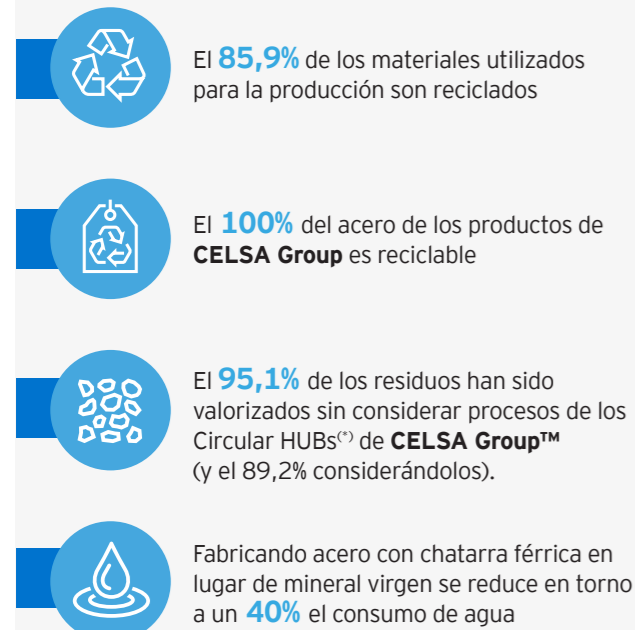 El 85,9% de los materiales utilizados
para la producción son reciclados
El 100% del acero de los productos de
CELSA Group es reciclable
El 95,1% de los residuos han sido
valorizados sin considerar procesos de los
Circular HUBs(*) de CELSA Group™
(y el 89,2% considerándolos).
Fabricando acero con chatarra férrica en
lugar de mineral virgen se reduce en torno
a un 40% el consumo de agua